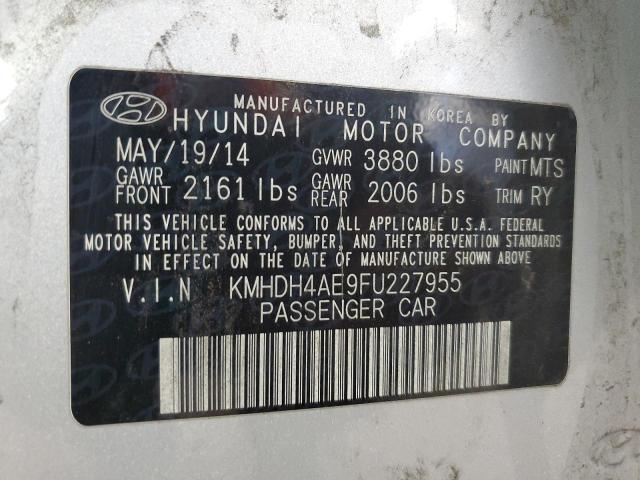 MANUFACTURED IN KOREA BY
HYUNDAI MOTOR COMPANY
MAY/19/14 GVWR 3880 lbs PAINT MTS
GAWR FRONT 2161 lbs GAWR REAR 2006 lbs TRIM RY
THIS VEHICLE CONFORMS TO ALL APPLICABLE U.S.A. FEDERAL
MOTOR VEHICLE SAFETY, BUMPER, AND THEFT PREVENTION STANDARDS
IN EFFECT ON THE DATE OF MANUFACTURE SHOWN ABOVE
V.I.N KMHDH4AE9FU227955
PASSENGER CAR